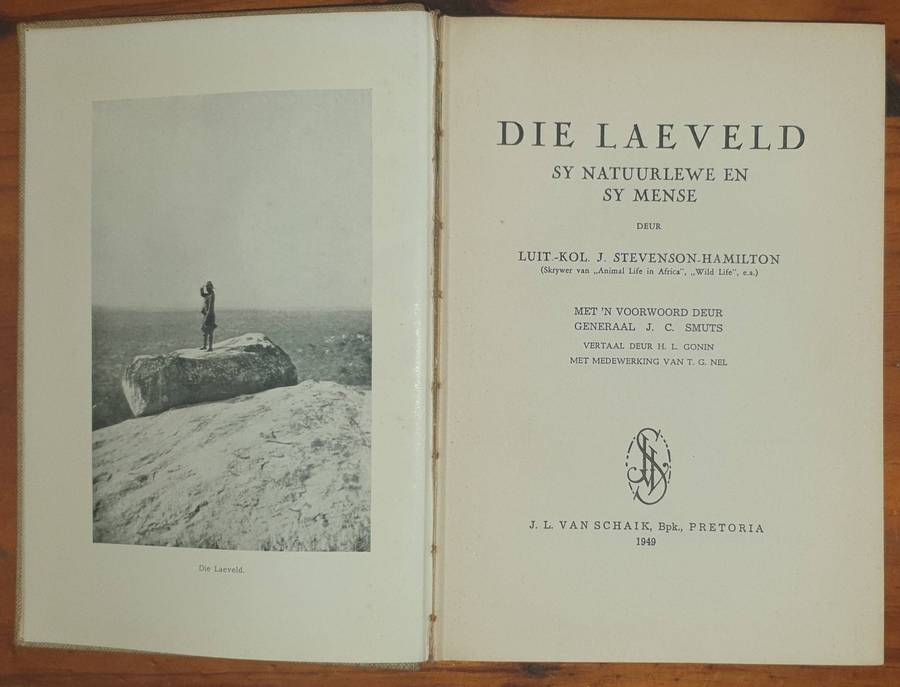 Die Laeveld.
DIE LAEVELD
SY NATUURLEWE EN
SY MENSE
DEUR
LUIT.-KOL. J. STEVENSON-HAMILTON
(Skrywer van „Animal Life in Africa”, „Wild Life”, e.a.)
MET 'N VOORWOORD DEUR
GENERAAL J. C. SMUTS
VERTAAL DEUR H. L. GONIN
MET MEDEWERKING VAN T. G. NEL
J. L. VAN SCHAIK, Bpk., PRETORIA
1949